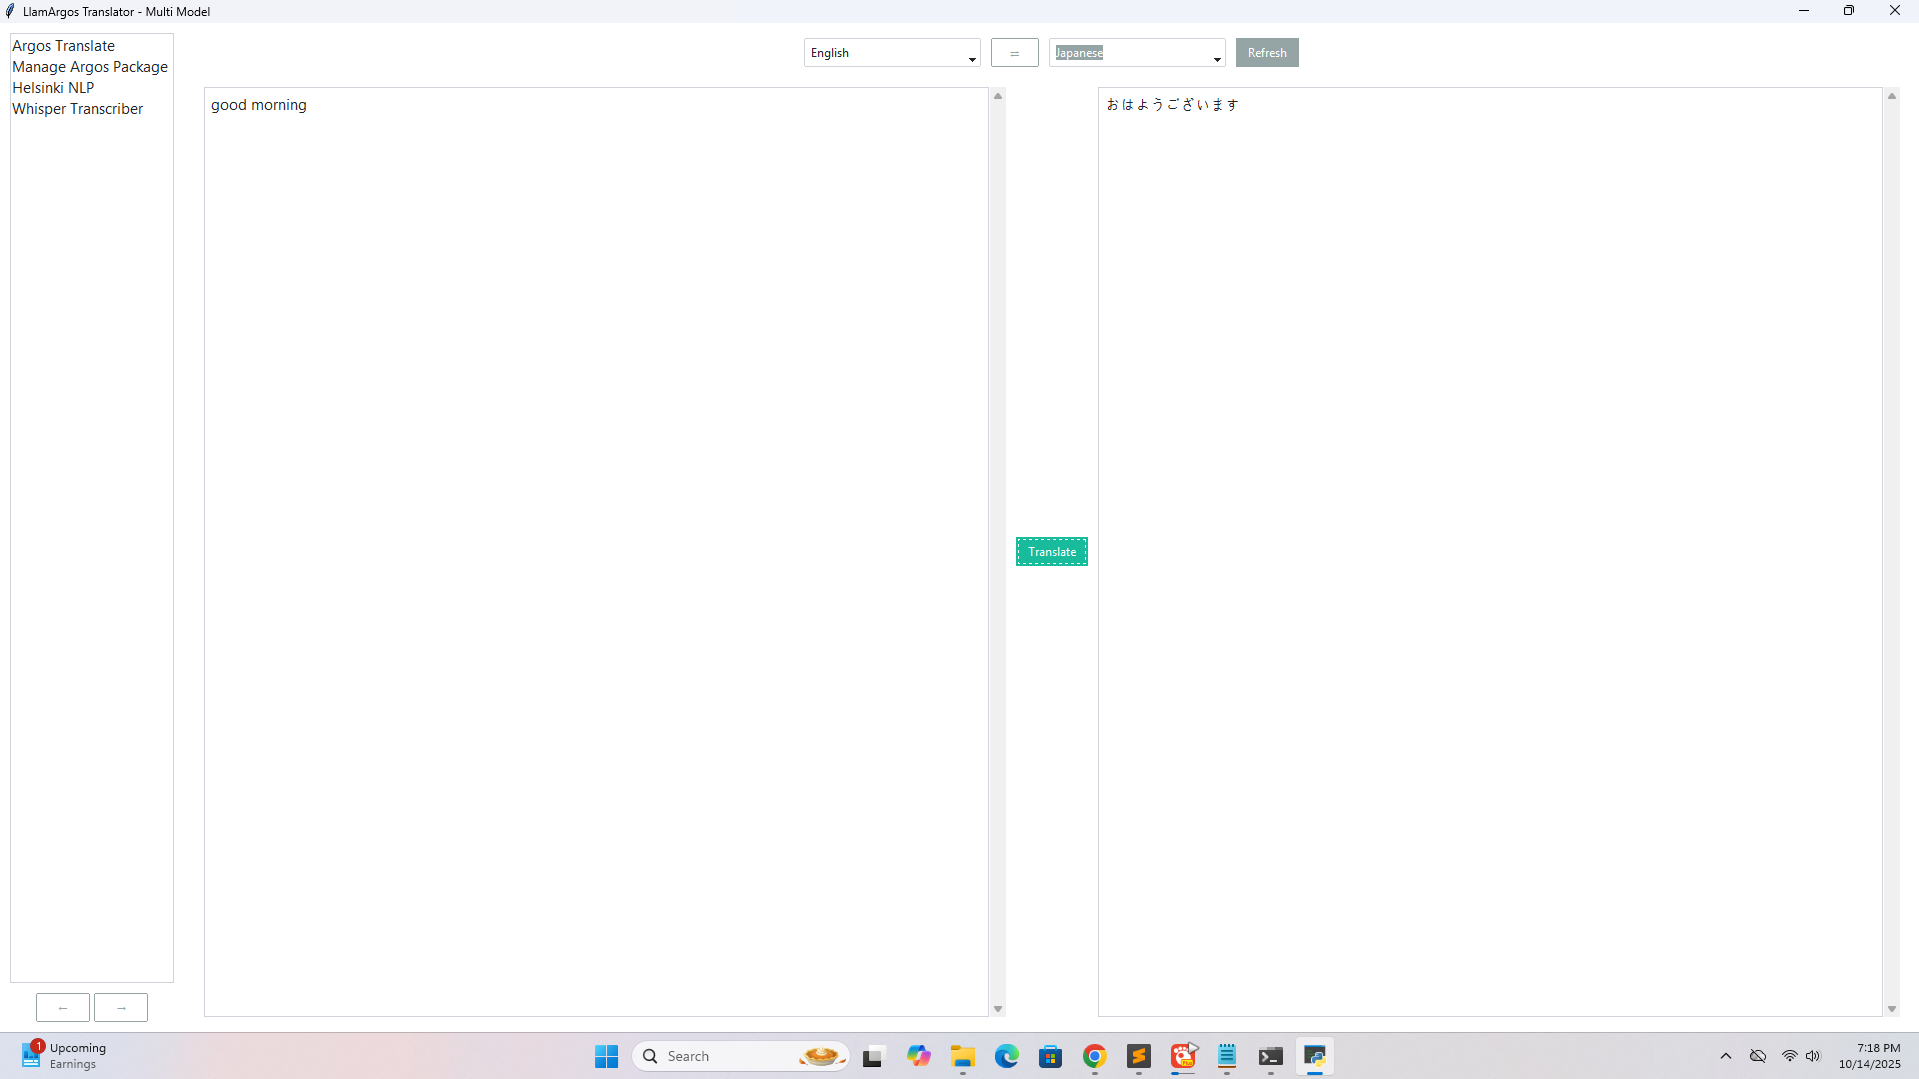 LlamArgos Translator - Multi Model
Argos Translate
Manage Argos Package
Helsinki NLP
Whisper Transcriber
English
⇌
Japanese
Refresh
good morning
おはようございます
Translate
←
→
1
Upcoming
Earnings
Search
7:18 PM
10/14/2025